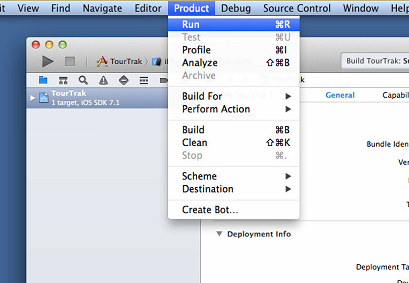 it View Find Navigate Editor Product Debug Source Control Window Help
Run ⌘R
Test ⌘U
Profile ⌘I
Analyze ⇧⌘B
Archive
Build For ▶
Perform Action ▶
Build ⌘B
Clean ⇧⌘K
Stop ⌘.
Scheme ▶
Destination ▶
Create Bot...
TourTrak
Build TourTrak: S
TourTrak
1 target, iOS SDK 7.1
General Capabil
Bundle Iden
Ver
T
Deployment Info
Deployment Ta